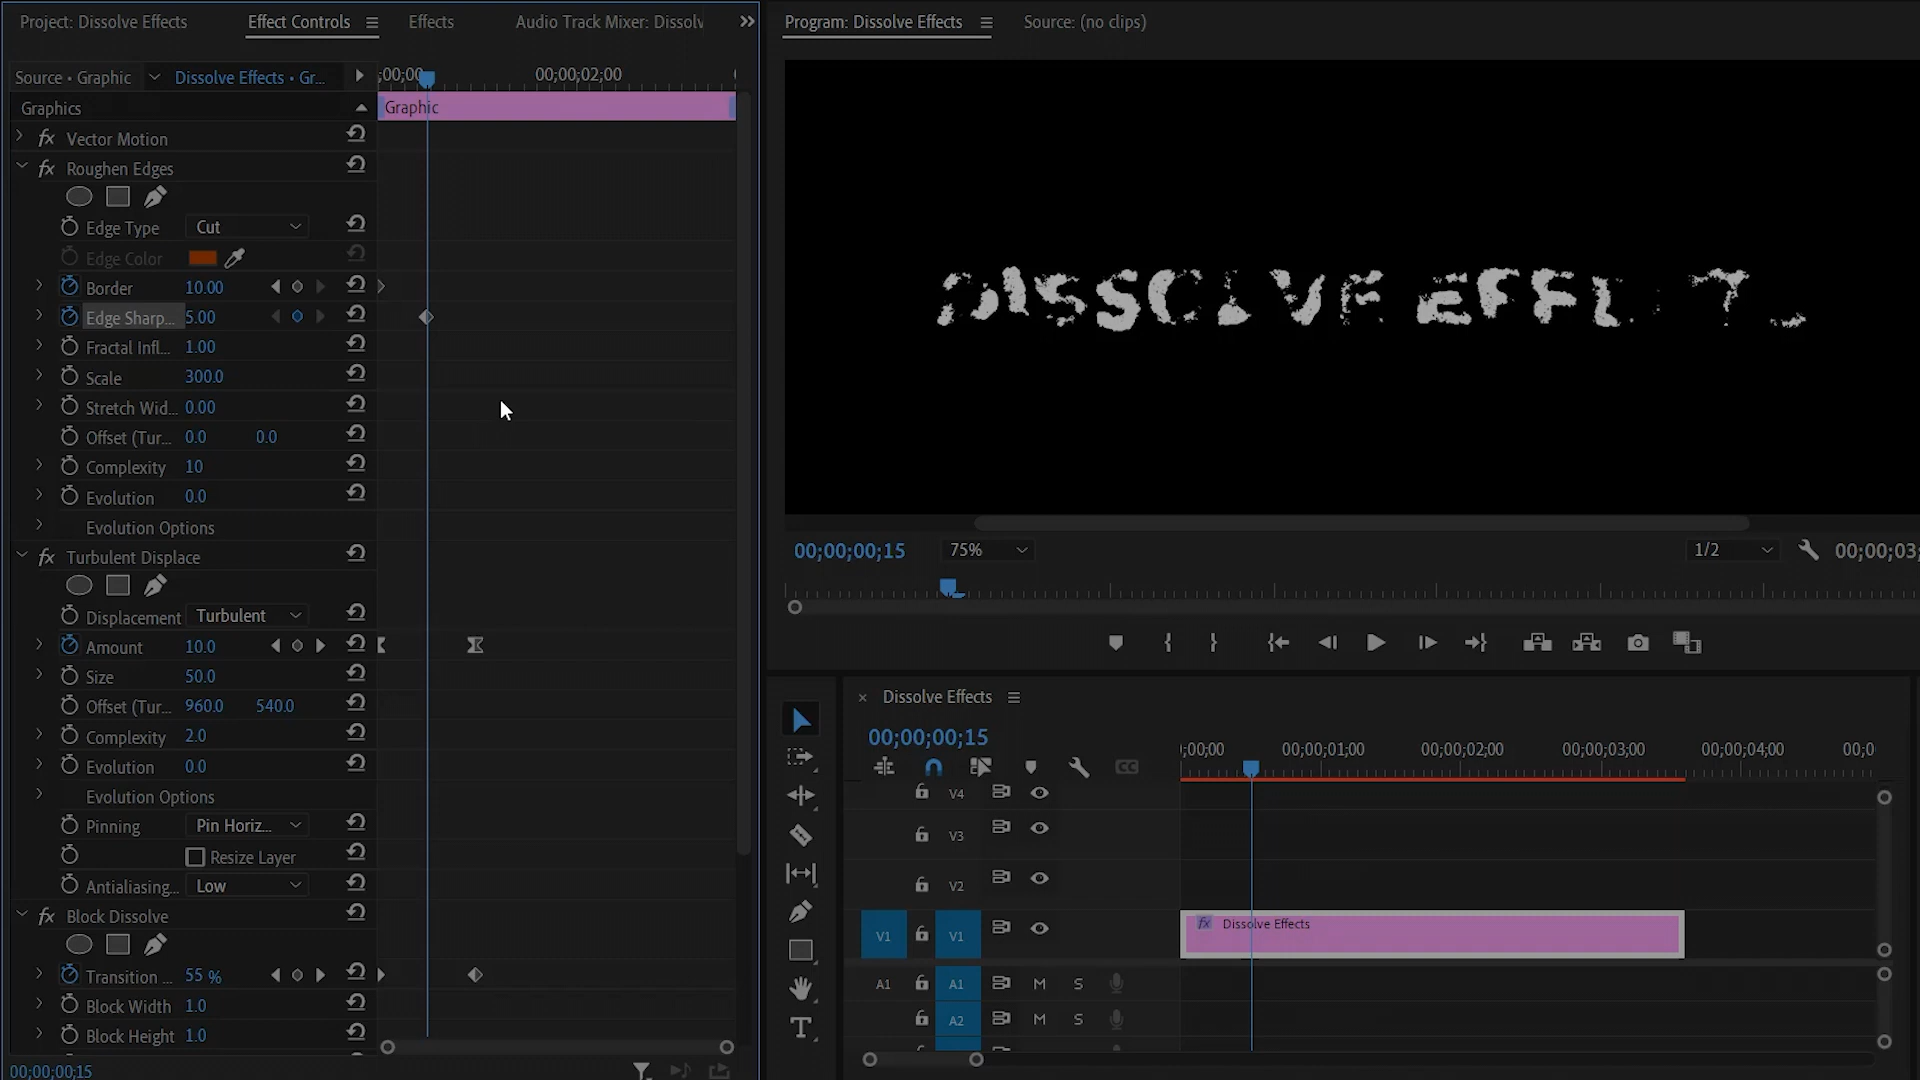 Project: Dissolve Effects
Effect Controls
Effects
Audio Track Mixer: Dissolv
Source • Graphic
Dissolve Effects • Gr...
;00;00
00;00;02;00
Graphics
Graphic
fx Vector Motion
fx Roughen Edges
Edge Type Cut
Edge Color
Border 10.00
Edge Sharp... 5.00
Fractal Infl... 1.00
Scale 300.0
Stretch Wid... 0.00
Offset (Tur... 0.0 0.0
Complexity 10
Evolution 0.0
Evolution Options
fx Turbulent Displace
Displacement Turbulent
Amount 10.0
Size 50.0
Offset (Tur... 960.0 540.0
Complexity 2.0
Evolution 0.0
Evolution Options
Pinning Pin Horiz...
Resize Layer
Antialiasing... Low
fx Block Dissolve
Transition ... 55 %
Block Width 1.0
Block Height 1.0
00;00;00;15
Program: Dissolve Effects
Source: (no clips)
DISSOLVE EFFECTS
00;00;00;15
75%
1/2
00;00;03;
Dissolve Effects
00;00;00;15
;00;00
00;00;01;00
00;00;02;00
00;00;03;00
00;00;04;00
00;0
V4
V3
V2
V1 V1
fx Dissolve Effects
A1 A1 M S
A2 M S
T
CC